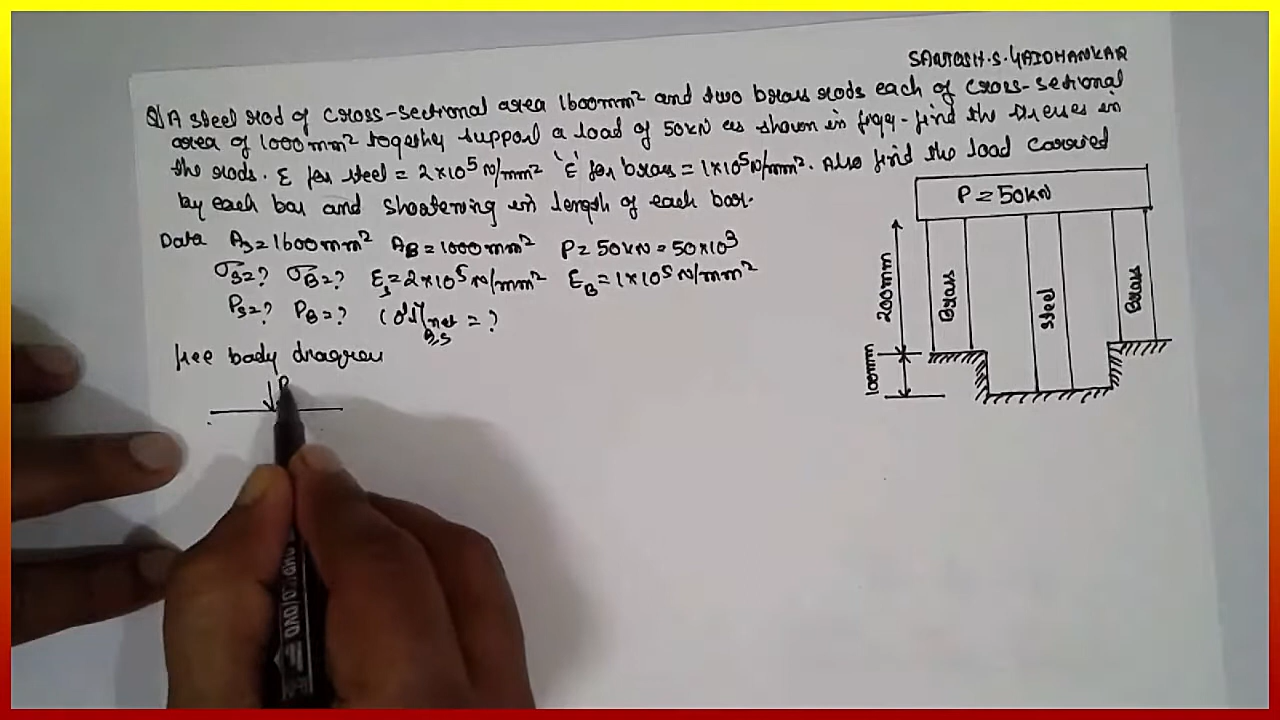 SANTOSH.S.GAIDHANKAR
Q) A steel rod of cross-sectional area 1600mm² and two brass rods each of cross-sectional
area of 1000mm² together support a load of 50kN as shown in fig find the stresses in
the rods. E for steel = 2×10⁵ N/mm² 'E' for brass = 1×10⁵ N/mm². Also find the load carried
by each bar and shortening in length of each bar.
Data As=1600mm² AB=1000mm² P=50kN=50×10³
σs=? σB=? Es=2×10⁵ N/mm² EB=1×10⁵ N/mm²
Ps=? PB=? (δl)net B,S = ?
free body diagram
P
P=50kN
200mm
Brass
steel
Brass
100mm
DVD